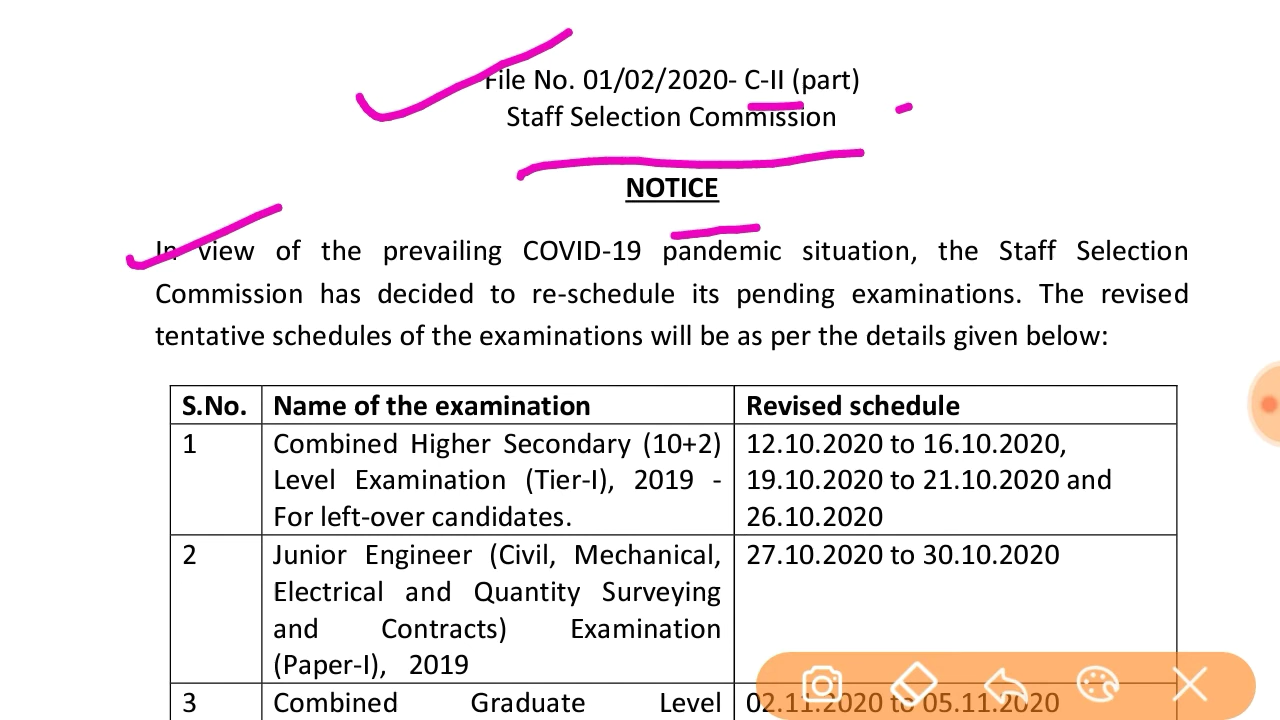 File No. 01/02/2020- C-II (part)
Staff Selection Commission
NOTICE
In view of the prevailing COVID-19 pandemic situation, the Staff Selection
Commission has decided to re-schedule its pending examinations. The revised
tentative schedules of the examinations will be as per the details given below:
S.No. Name of the examination Revised schedule
1 Combined Higher Secondary (10+2) 12.10.2020 to 16.10.2020,
Level Examination (Tier-I), 2019 - 19.10.2020 to 21.10.2020 and
For left-over candidates. 26.10.2020
2 Junior Engineer (Civil, Mechanical, 27.10.2020 to 30.10.2020
Electrical and Quantity Surveying
and Contracts) Examination
(Paper-I), 2019
3 Combined Graduate Level 02.11.2020 to 05.11.2020